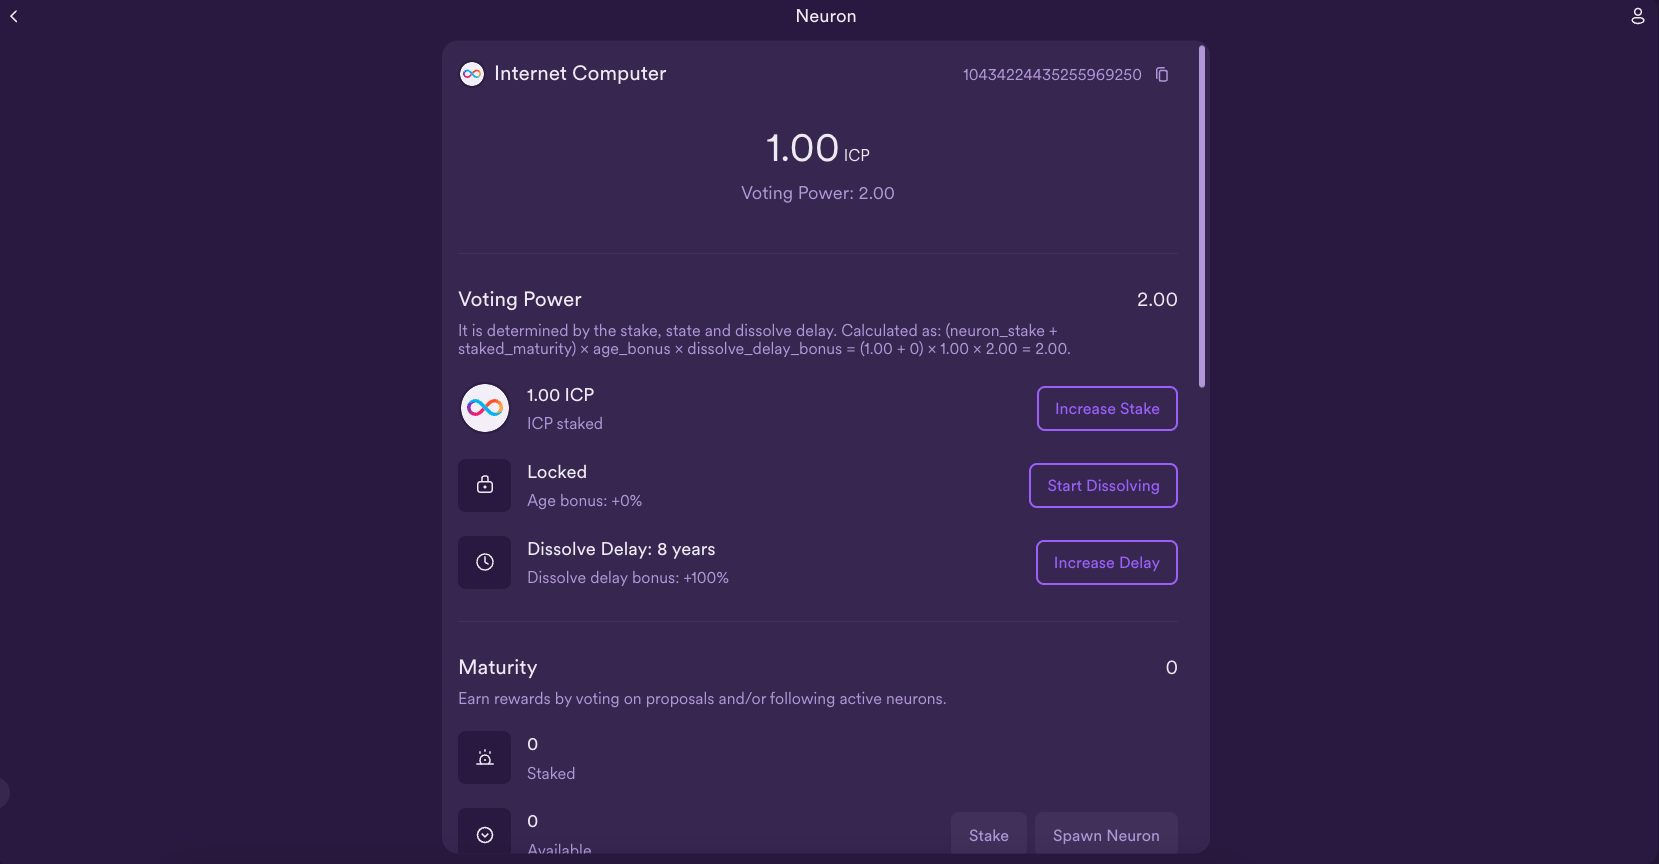 Neuron
Internet Computer
10434224435255969250
1.00 ICP
Voting Power: 2.00
Voting Power
2.00
It is determined by the stake, state and dissolve delay. Calculated as: (neuron_stake +
staked_maturity) × age_bonus × dissolve_delay_bonus = (1.00 + 0) × 1.00 × 2.00 = 2.00.
1.00 ICP
ICP staked
Increase Stake
Locked
Age bonus: +0%
Start Dissolving
Dissolve Delay: 8 years
Dissolve delay bonus: +100%
Increase Delay
Maturity
0
Earn rewards by voting on proposals and/or following active neurons.
0
Staked
0
Available
Stake
Spawn Neuron